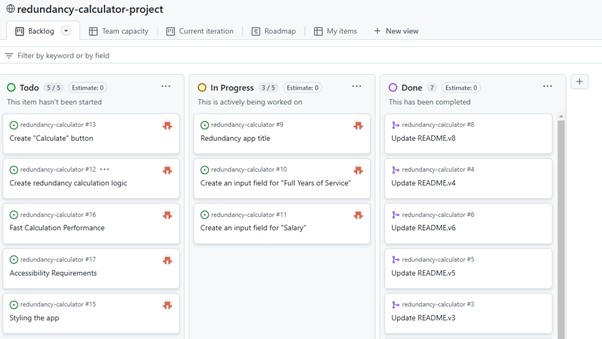 redundancy-calculator-project
Backlog Team capacity Current iteration Roadmap My items + New view
Filter by keyword or by field
Todo 5 / 5 Estimate: 0 ...
This item hasn't been started
redundancy-calculator #13
Create "Calculate" button
redundancy-calculator #12 ...
Create redundancy calculation logic
redundancy-calculator #16
Fast Calculation Performance
redundancy-calculator #17
Accessibility Requirements
redundancy-calculator #15
Styling the app
In Progress 3 / 5 Estimate: 0 ...
This is actively being worked on
redundancy-calculator #9
Redundancy app title
redundancy-calculator #10
Create an input field for "Full Years of Service"
redundancy-calculator #11
Create an input field for "Salary"
Done 7 Estimate: 0 ...
This has been completed
redundancy-calculator #8
Update README.v8
redundancy-calculator #4
Update README.v4
redundancy-calculator #6
Update README.v6
redundancy-calculator #5
Update README.v5
redundancy-calculator #3
Update README.v3
+